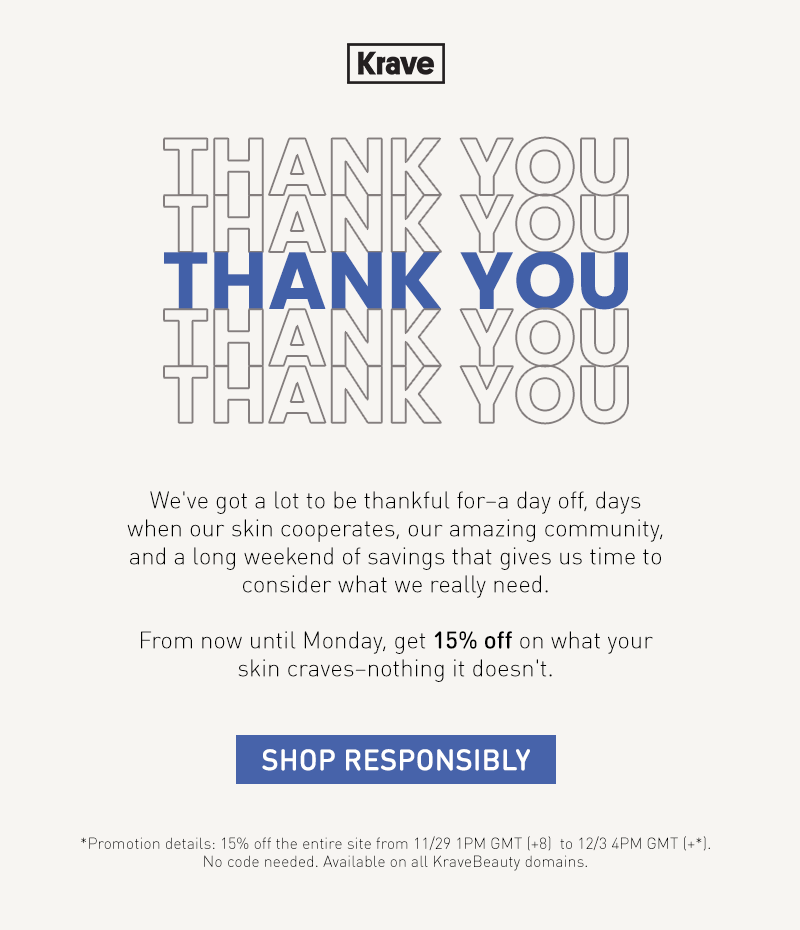 Krave
THANK YOU
THANK YOU
THANK YOU
THANK YOU
THANK YOU
We've got a lot to be thankful for–a day off, days
when our skin cooperates, our amazing community,
and a long weekend of savings that gives us time to
consider what we really need.
From now until Monday, get 15% off on what your
skin craves–nothing it doesn't.
SHOP RESPONSIBLY
*Promotion details: 15% off the entire site from 11/29 1PM GMT (+8) to 12/3 4PM GMT (+*).
No code needed. Available on all KraveBeauty domains.